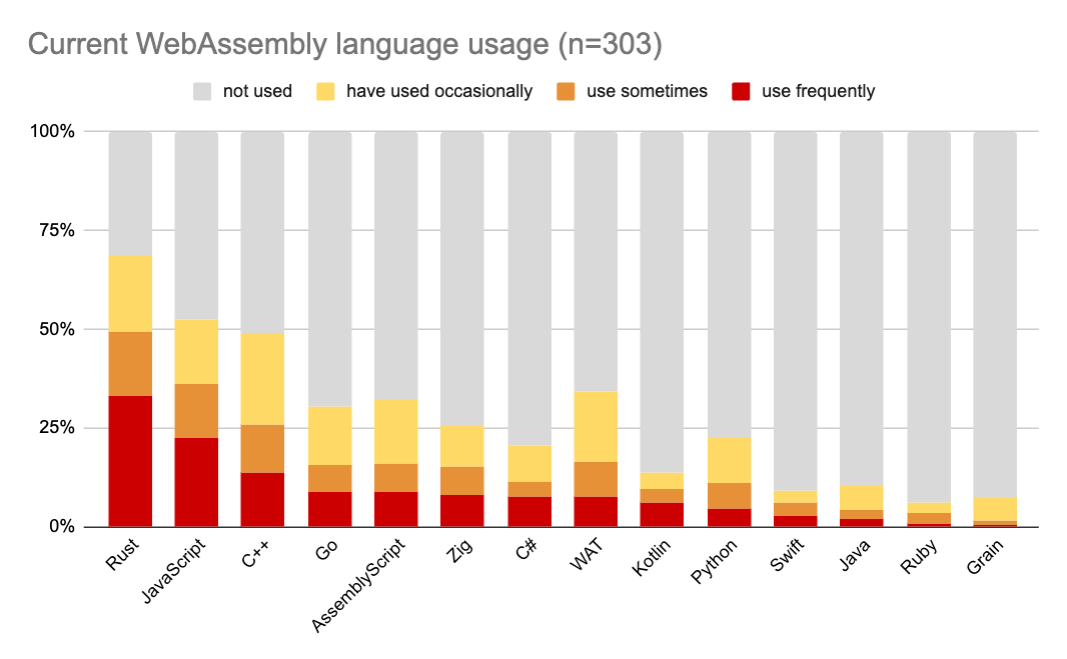 Current WebAssembly language usage (n=303)
not used have used occasionally use sometimes use frequently
100%
75%
50%
25%
0%
Rust JavaScript C++ Go AssemblyScript Zig C# WAT Kotlin Python Swift Java Ruby Grain